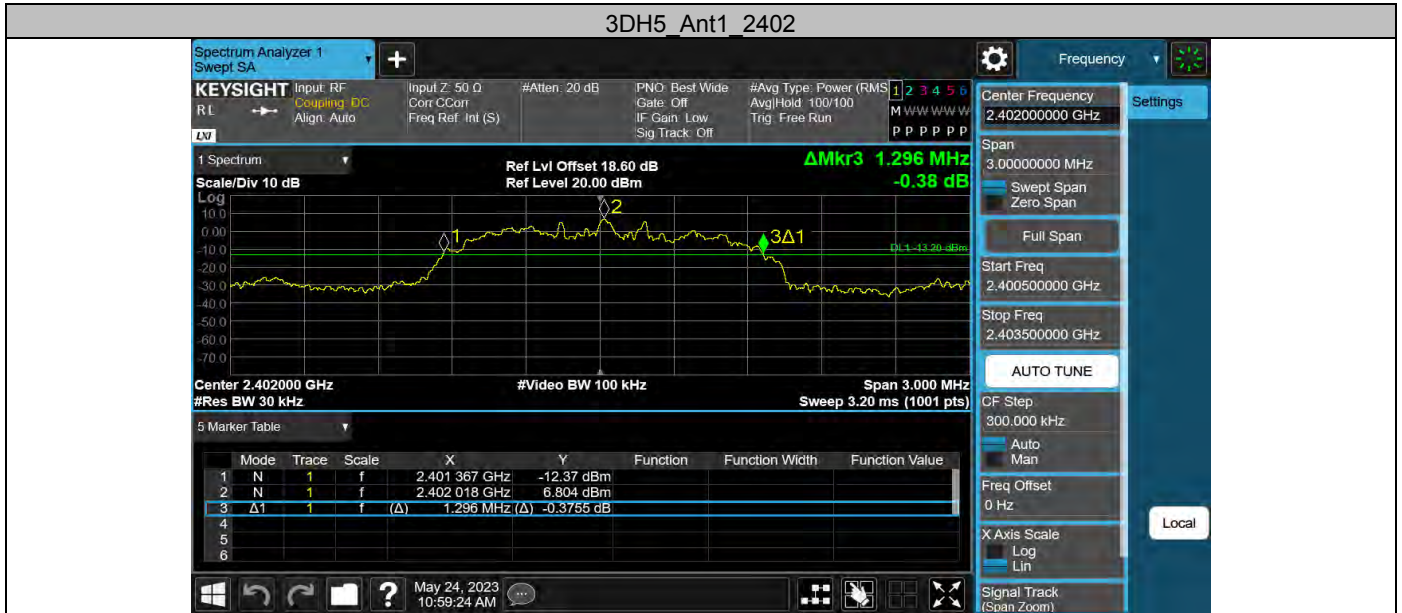 3DH5_Ant1_2402
Spectrum Analyzer 1
Swept SA
Frequency
KEYSIGHT
RL
LXI
Input: RF
Coupling: DC
Align: Auto
Input Z: 50 Ω
Corr CCorr
Freq Ref: Int (S)
#Atten: 20 dB
PNO: Best Wide
Gate: Off
IF Gain: Low
Sig Track: Off
#Avg Type: Power (RMS
Avg|Hold: 100/100
Trig: Free Run
1 2 3 4 5 6
M W W W W W
P P P P P P
Center Frequency
2.402000000 GHz
Settings
Span
3.00000000 MHz
Swept Span
Zero Span
Full Span
Start Freq
2.400500000 GHz
Stop Freq
2.403500000 GHz
AUTO TUNE
CF Step
300.000 kHz
Auto
Man
Freq Offset
0 Hz
X Axis Scale
Log
Lin
Signal Track
(Span Zoom)
Local
1 Spectrum
Scale/Div 10 dB
Ref Lvl Offset 18.60 dB
Ref Level 20.00 dBm
ΔMkr3 1.296 MHz
-0.38 dB
Log
10.0
0.00
-10.0
-20.0
-30.0
-40.0
-50.0
-60.0
-70.0
1
2
3Δ1
DL1 -13.20 dBm
Center 2.402000 GHz
#Video BW 100 kHz
Span 3.000 MHz
#Res BW 30 kHz
Sweep 3.20 ms (1001 pts)
5 Marker Table
Mode Trace Scale X Y Function Function Width Function Value
1 N 1 f 2.401 367 GHz -12.37 dBm
2 N 1 f 2.402 018 GHz 6.804 dBm
3 Δ1 1 f (Δ) 1.296 MHz (Δ) -0.3755 dB
4
5
6
May 24, 2023
10:59:24 AM